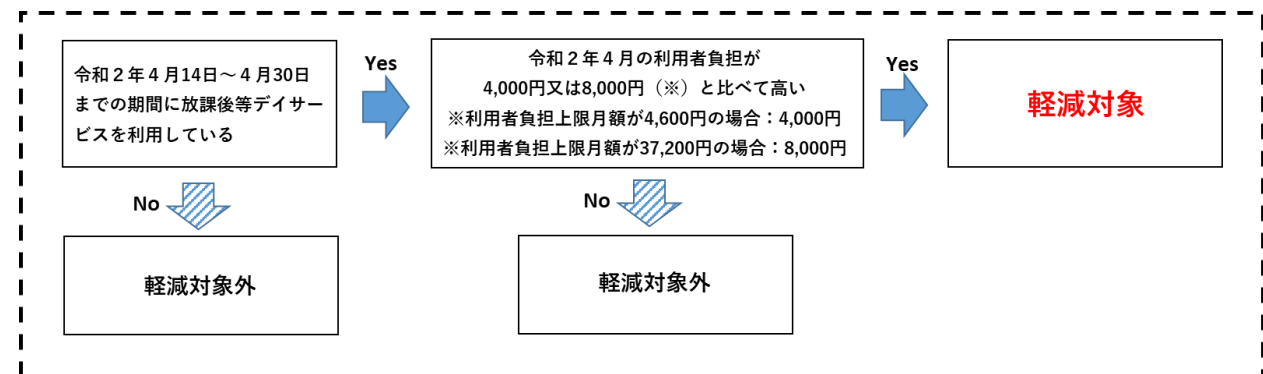 令和２年４月14日～４月30日
までの期間に放課後等デイサー
ビスを利用している
Yes
令和２年４月の利用者負担が
4,000円又は8,000円（※）と比べて高い
※利用者負担上限月額が4,600円の場合：4,000円
※利用者負担上限月額が37,200円の場合：8,000円
Yes
軽減対象
No
軽減対象外
No
軽減対象外